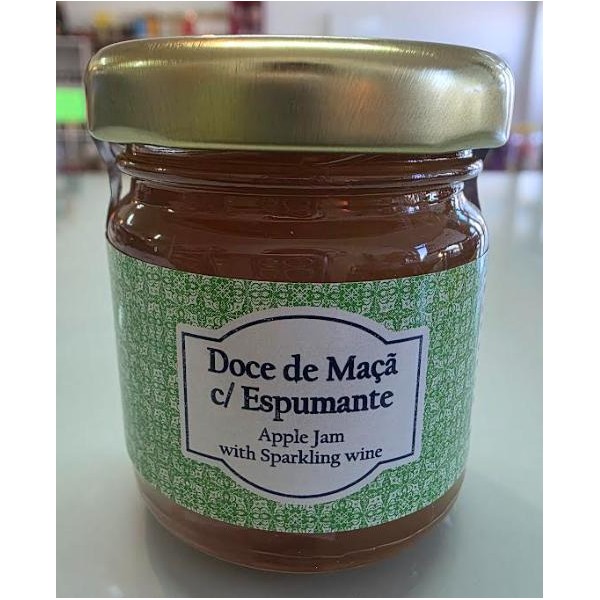 Doce de Maçã
c/ Espumante
Apple Jam
with Sparkling wine